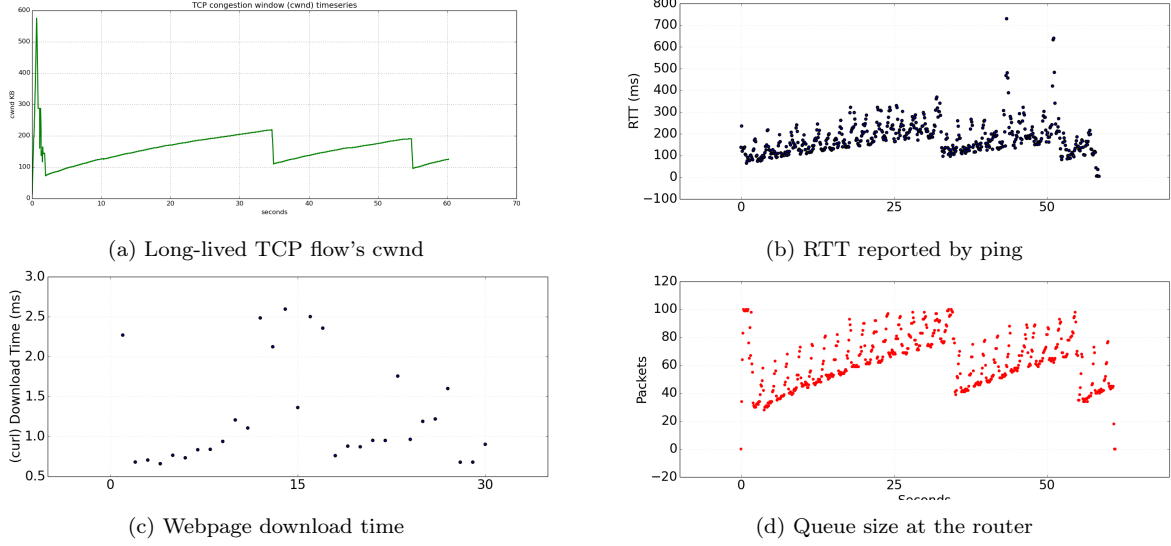 TCP congestion window (cwnd) timeseries
600
500
400
300
200
100
0
cwnd KB
0 10 20 30 40 50 60 70
seconds
(a) Long-lived TCP flow's cwnd
800
700
600
500
400
300
200
100
0
−100
RTT (ms)
0 25 50
(b) RTT reported by ping
3.0
2.5
2.0
1.5
1.0
0.5
(curl) Download Time (ms)
0 15 30
(c) Webpage download time
120
100
80
60
40
20
0
−20
Packets
0 25 50
Seconds
(d) Queue size at the router